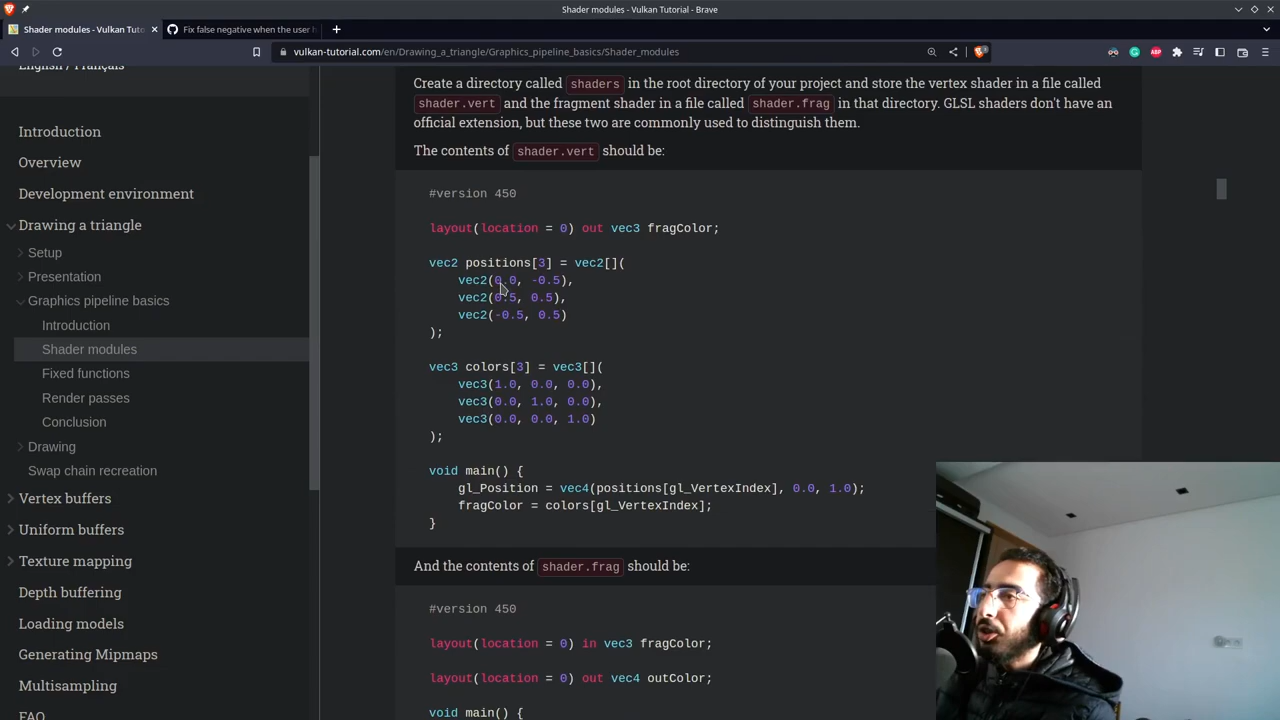 Shader modules - Vulkan Tutorial - Brave
Shader modules - Vulkan Tuto
Fix false negative when the user h
vulkan-tutorial.com/en/Drawing_a_triangle/Graphics_pipeline_basics/Shader_modules
English / Français
Introduction
Overview
Development environment
Drawing a triangle
Setup
Presentation
Graphics pipeline basics
Introduction
Shader modules
Fixed functions
Render passes
Conclusion
Drawing
Swap chain recreation
Vertex buffers
Uniform buffers
Texture mapping
Depth buffering
Loading models
Generating Mipmaps
Multisampling
FAQ
Create a directory called shaders in the root directory of your project and store the vertex shader in a file called
shader.vert and the fragment shader in a file called shader.frag in that directory. GLSL shaders don't have an
official extension, but these two are commonly used to distinguish them.
The contents of shader.vert should be:
#version 450
layout(location = 0) out vec3 fragColor;
vec2 positions[3] = vec2[](
vec2(0.0, -0.5),
vec2(0.5, 0.5),
vec2(-0.5, 0.5)
);
vec3 colors[3] = vec3[](
vec3(1.0, 0.0, 0.0),
vec3(0.0, 1.0, 0.0),
vec3(0.0, 0.0, 1.0)
);
void main() {
gl_Position = vec4(positions[gl_VertexIndex], 0.0, 1.0);
fragColor = colors[gl_VertexIndex];
}
And the contents of shader.frag should be:
#version 450
layout(location = 0) in vec3 fragColor;
layout(location = 0) out vec4 outColor;
void main() {